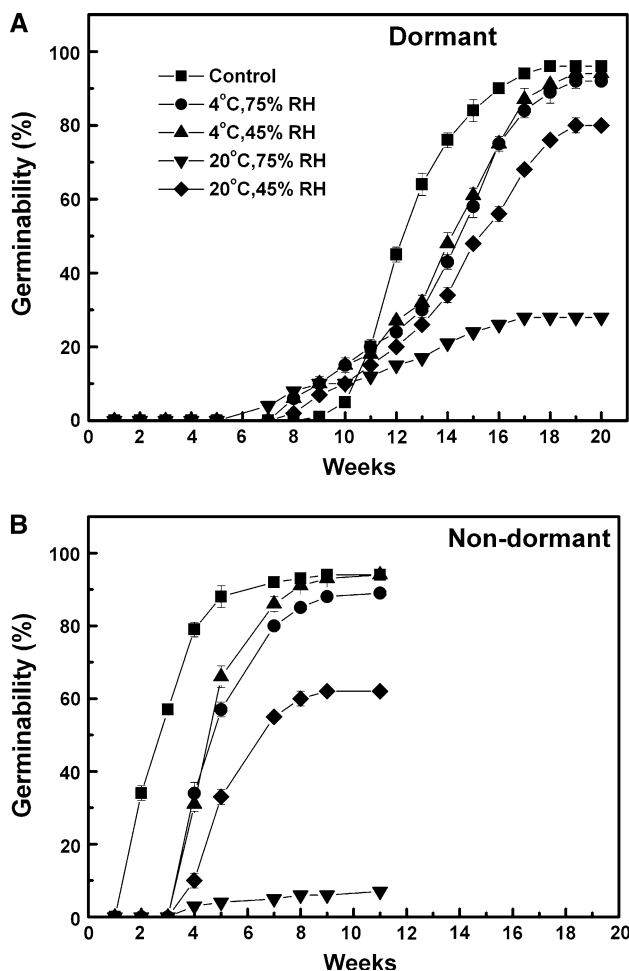 A
Dormant
Control
4°C,75% RH
4°C,45% RH
20°C,75% RH
20°C,45% RH
Germinability (%)
100
80
60
40
20
0
0 2 4 6 8 10 12 14 16 18 20
Weeks
B
Non-dormant
Germinability (%)
100
80
60
40
20
0
0 2 4 6 8 10 12 14 16 18 20
Weeks